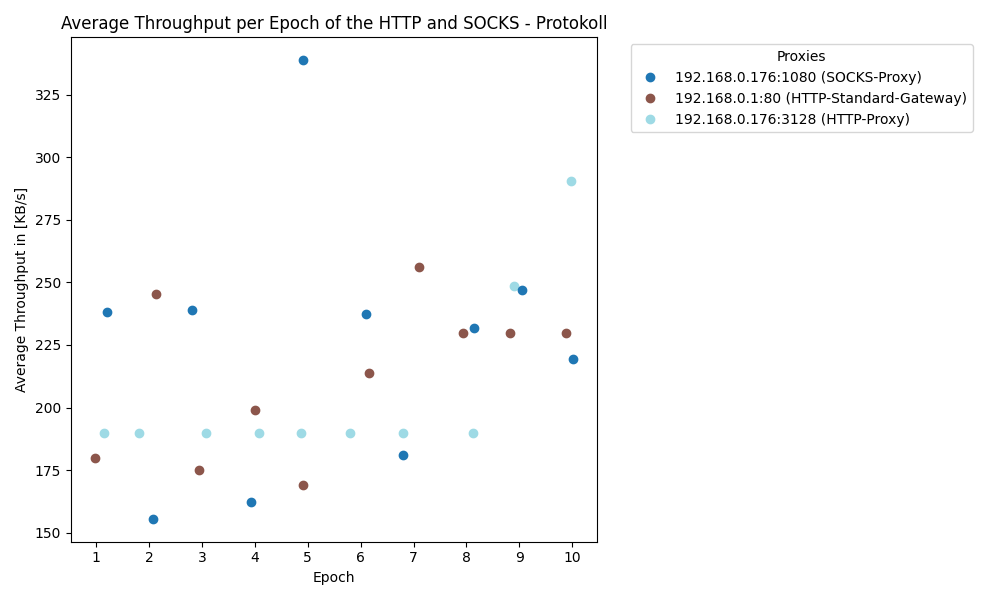 Average Throughput per Epoch of the HTTP and SOCKS - Protokoll
Proxies
192.168.0.176:1080 (SOCKS-Proxy)
192.168.0.1:80 (HTTP-Standard-Gateway)
192.168.0.176:3128 (HTTP-Proxy)
Average Throughput in [KB/s]
325
300
275
250
225
200
175
150
1 2 3 4 5 6 7 8 9 10
Epoch